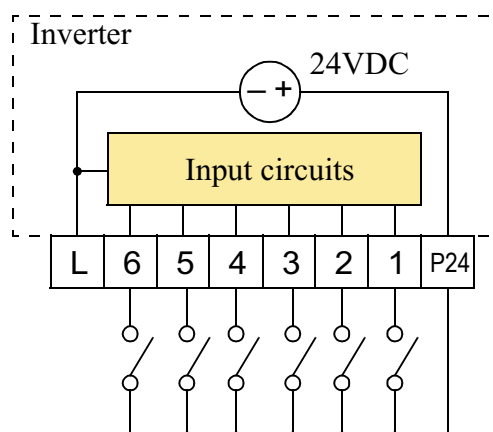 Inverter
24VDC
– +
Input circuits
L 6 5 4 3 2 1 P24